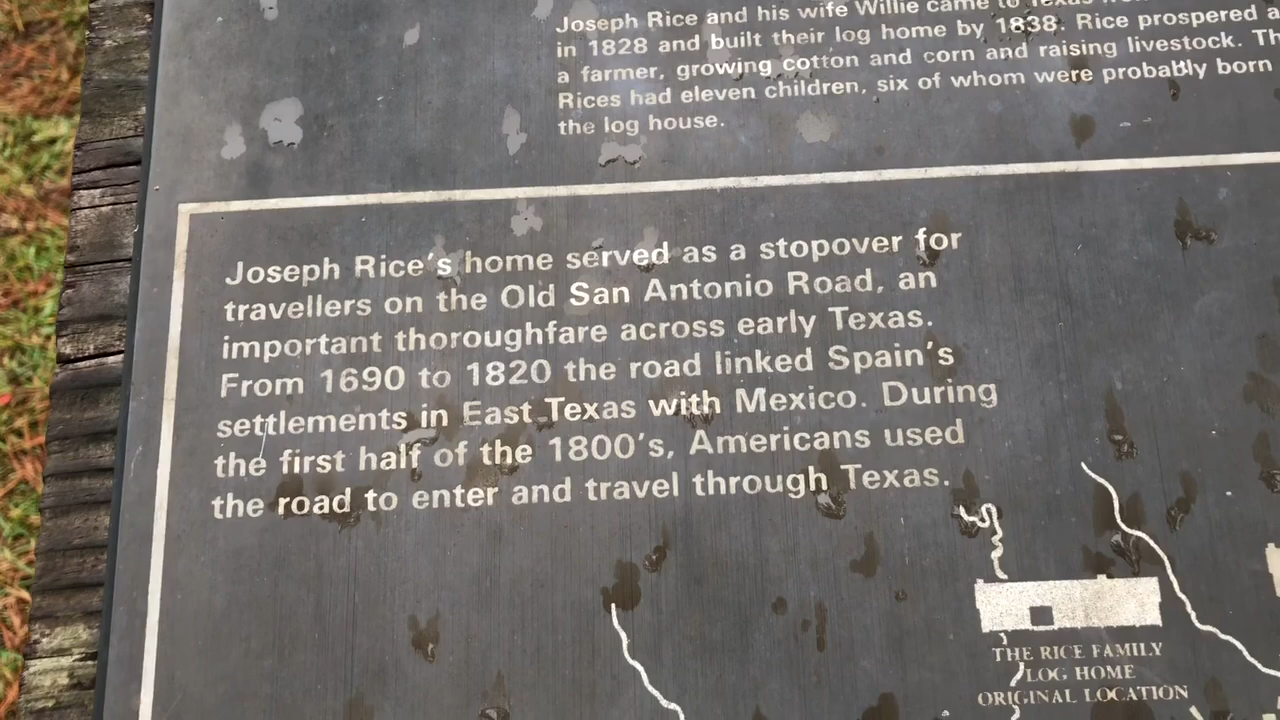 Joseph Rice and his wife Willie came to Texas
in 1828 and built their log home by 1838. Rice prospered
a farmer, growing cotton and corn and raising livestock.
Rices had eleven children, six of whom were probably born
the log house.
Joseph Rice's home served as a stopover for
travellers on the Old San Antonio Road, an
important thoroughfare across early Texas.
From 1690 to 1820 the road linked Spain's
settlements in East Texas with Mexico. During
the first half of the 1800's, Americans used
the road to enter and travel through Texas.
THE RICE FAMILY
LOG HOME
ORIGINAL LOCATION